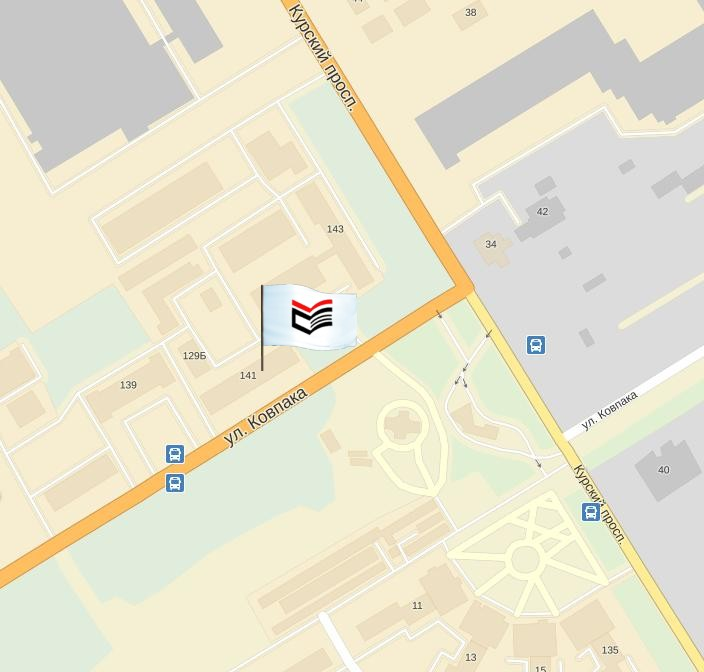 38
Курский просп.
42
143
34
129Б
141
139
ул. Ковпака
ул. Ковпака
40
Курский просп.
11
13
15
135